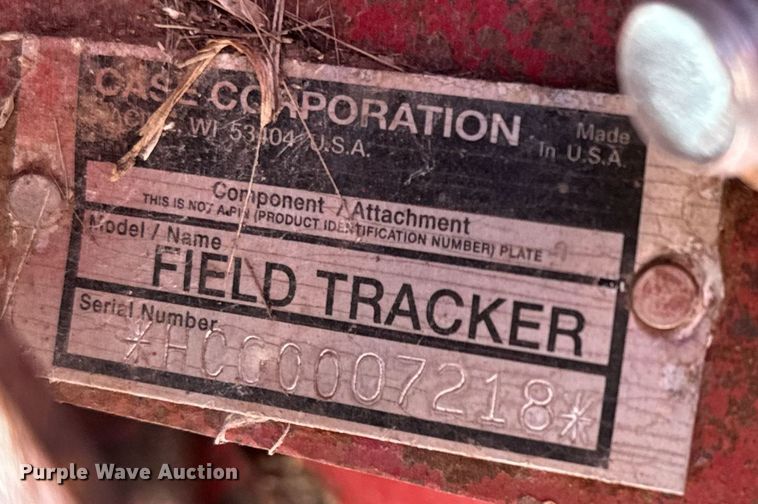 CASE CORPORATION
WI 53404 U.S.A.
Made
In U.S.A.
Component / Attachment
THIS IS NOT A PIN (PRODUCT IDENTIFICATION NUMBER) PLATE
Model / Name
FIELD TRACKER
Serial Number
*HCC0007218*
Purple Wave Auction